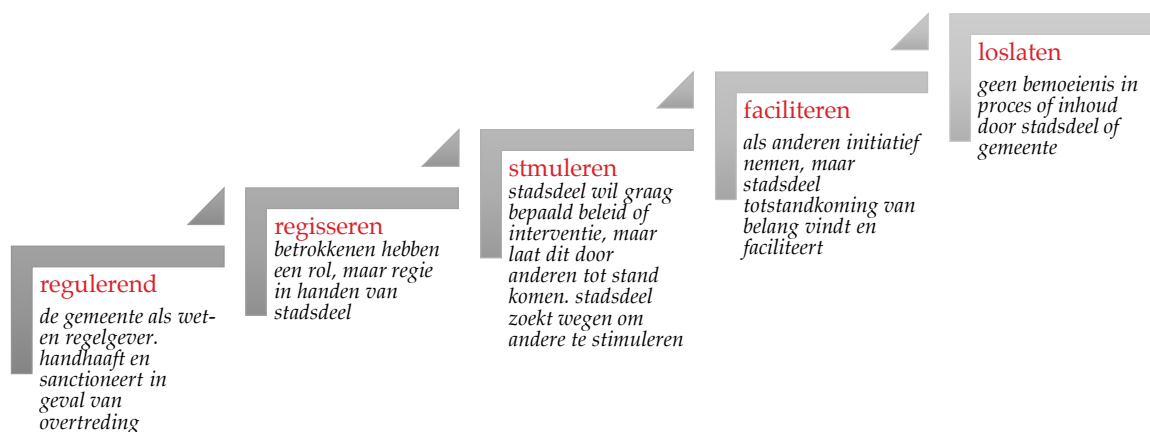 regulerend
de gemeente als wet-
en regelgever.
handhaaft en
sanctioneert in
geval van
overtreding
regisseren
betrokkenen hebben
een rol, maar regie
in handen van
stadsdeel
stmuleren
stadsdeel wil graag
bepaald beleid of
interventie, maar
laat dit door
anderen tot stand
komen. stadsdeel
zoekt wegen om
andere te stimuleren
faciliteren
als anderen initiatief
nemen, maar
stadsdeel
totstandkoming van
belang vindt en
faciliteert
loslaten
geen bemoeienis in
proces of inhoud
door stadsdeel of
gemeente